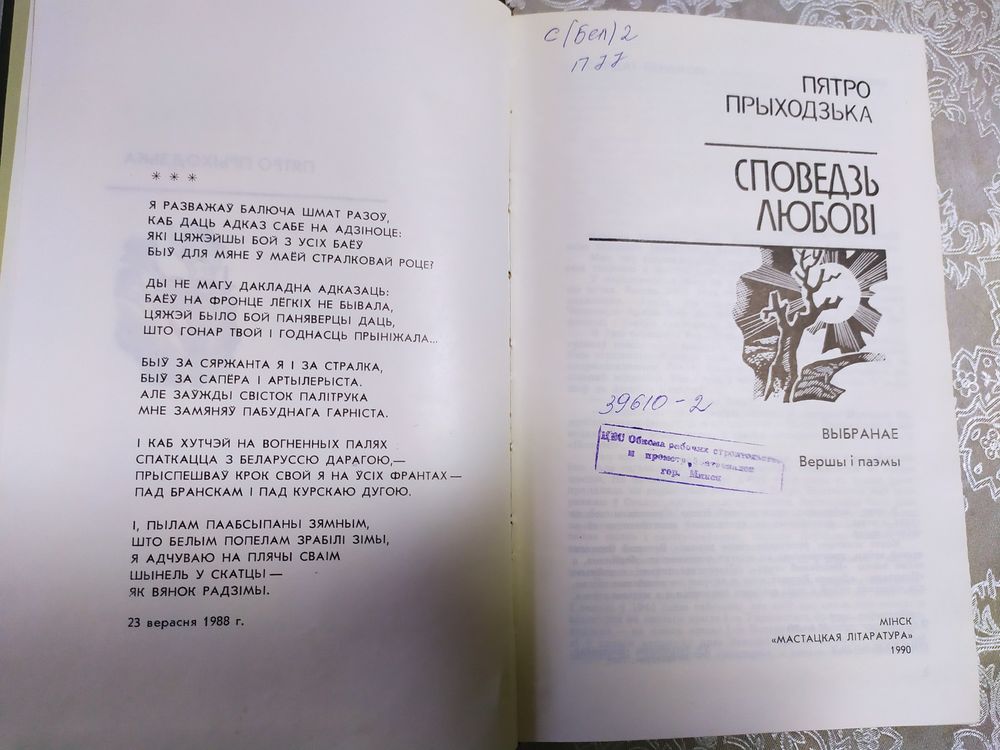 * * *
Я РАЗВАЖАЎ БАЛЮЧА ШМАТ РАЗОЎ,
КАБ ДАЦЬ АДКАЗ САБЕ НА АДЗІНОЦЕ:
ЯКІ ЦЯЖЭЙШЫ БОЙ З УСІХ БАЁЎ
БЫЎ ДЛЯ МЯНЕ Ў МАЁЙ СТРАЛКОВАЙ РОЦЕ?
ДЫ НЕ МАГУ ДАКЛАДНА АДКАЗАЦЬ:
БАЁЎ НА ФРОНЦЕ ЛЁГКІХ НЕ БЫВАЛА,
ЦЯЖЭЙ БЫЛО БОЙ ПАНЯВЕРЦЫ ДАЦЬ,
ШТО ГОНАР ТВОЙ І ГОДНАСЦЬ ПРЫНІЖАЛА...
БЫЎ ЗА СЯРЖАНТА Я І ЗА СТРАЛКА,
БЫЎ ЗА САПЁРА І АРТЫЛЕРЫСТА.
АЛЕ ЗАЎЖДЫ СВІСТОК ПАЛІТРУКА
МНЕ ЗАМЯНЯЎ ПАБУДНАГА ГАРНІСТА.
І КАБ ХУТЧЭЙ НА ВОГНЕННЫХ ПАЛЯХ
СПАТКАЦЦА З БЕЛАРУССЮ ДАРАГОЮ,—
ПРЫСПЕШВАЎ КРОК СВОЙ Я НА ЎСІХ ФРАНТАХ —
ПАД БРАНСКАМ І ПАД КУРСКАЮ ДУГОЮ.
І, ПЫЛАМ ПААБСЫПАНЫ ЗЯМНЫМ,
ШТО БЕЛЫМ ПОПЕЛАМ ЗРАБІЛІ ЗІМЫ,
Я АДЧУВАЮ НА ПЛЯЧЫ СВАІМ
ШЫНЕЛЬ У СКАТЦЫ —
ЯК ВЯНОК РАДЗІМЫ.
23 верасня 1988 г.
С(Бел)2
П 77
ПЯТРО
ПРЫХОДЗЬКА
СПОВЕДЗЬ
ЛЮБОВІ
39610-2
ЦБС Обкома рабочих строительства
и
гор. Минск
ВЫБРАНАЕ
Вершы і паэмы
МІНСК
«МАСТАЦКАЯ ЛІТАРАТУРА»
1990